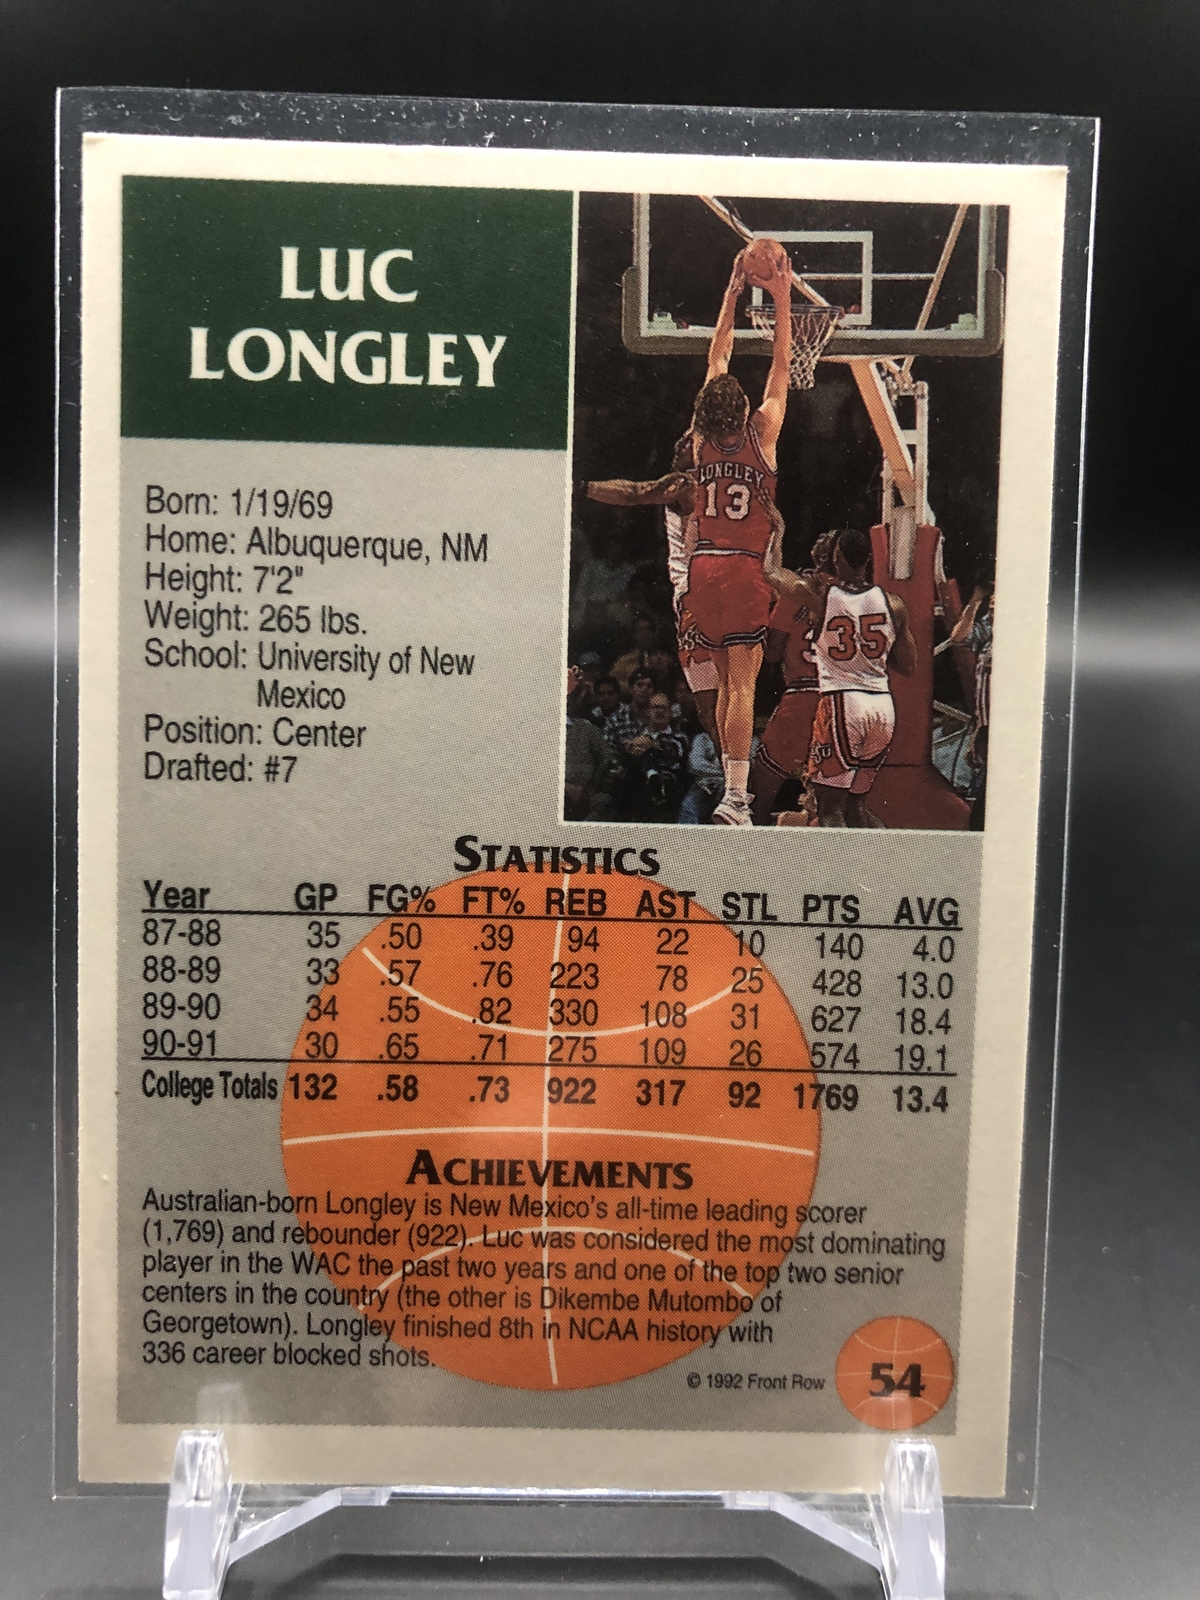 LUC
LONGLEY
LONGLEY
13
35
Born: 1/19/69
Home: Albuquerque, NM
Height: 7'2"
Weight: 265 lbs.
School: University of New
Mexico
Position: Center
Drafted: #7
STATISTICS
Year GP FG% FT% REB AST STL PTS AVG
87-88 35 .50 .39 94 22 10 140 4.0
88-89 33 .57 .76 223 78 25 428 13.0
89-90 34 .55 .82 330 108 31 627 18.4
90-91 30 .65 .71 275 109 26 574 19.1
College Totals 132 .58 .73 922 317 92 1769 13.4
ACHIEVEMENTS
Australian-born Longley is New Mexico's all-time leading scorer
(1,769) and rebounder (922). Luc was considered the most dominating
player in the WAC the past two years and one of the top two senior
centers in the country (the other is Dikembe Mutombo of
Georgetown). Longley finished 8th in NCAA history with
336 career blocked shots.
© 1992 Front Row
54